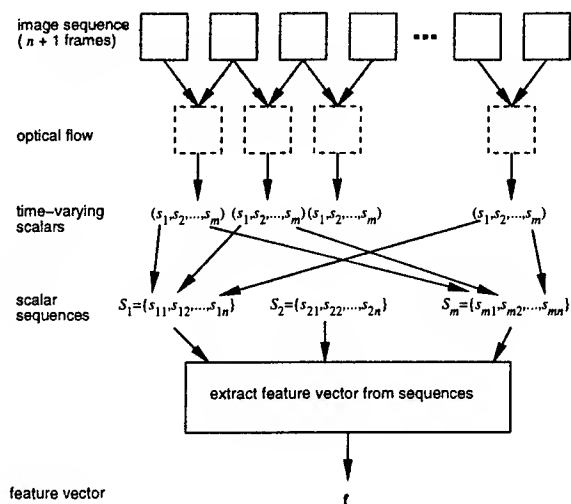 image sequence
( n + 1 frames)
optical flow
time-varying
scalars
(s1,s2,...,sm) (s1,s2,...,sm)(s1,s2,...,sm) (s1,s2,...,sm)
scalar
sequences
S1={s11,s12,...,s1n} S2={s21,s22,...,s2n} Sm={sm1,sm2,...,smn}
extract feature vector from sequences
feature vector